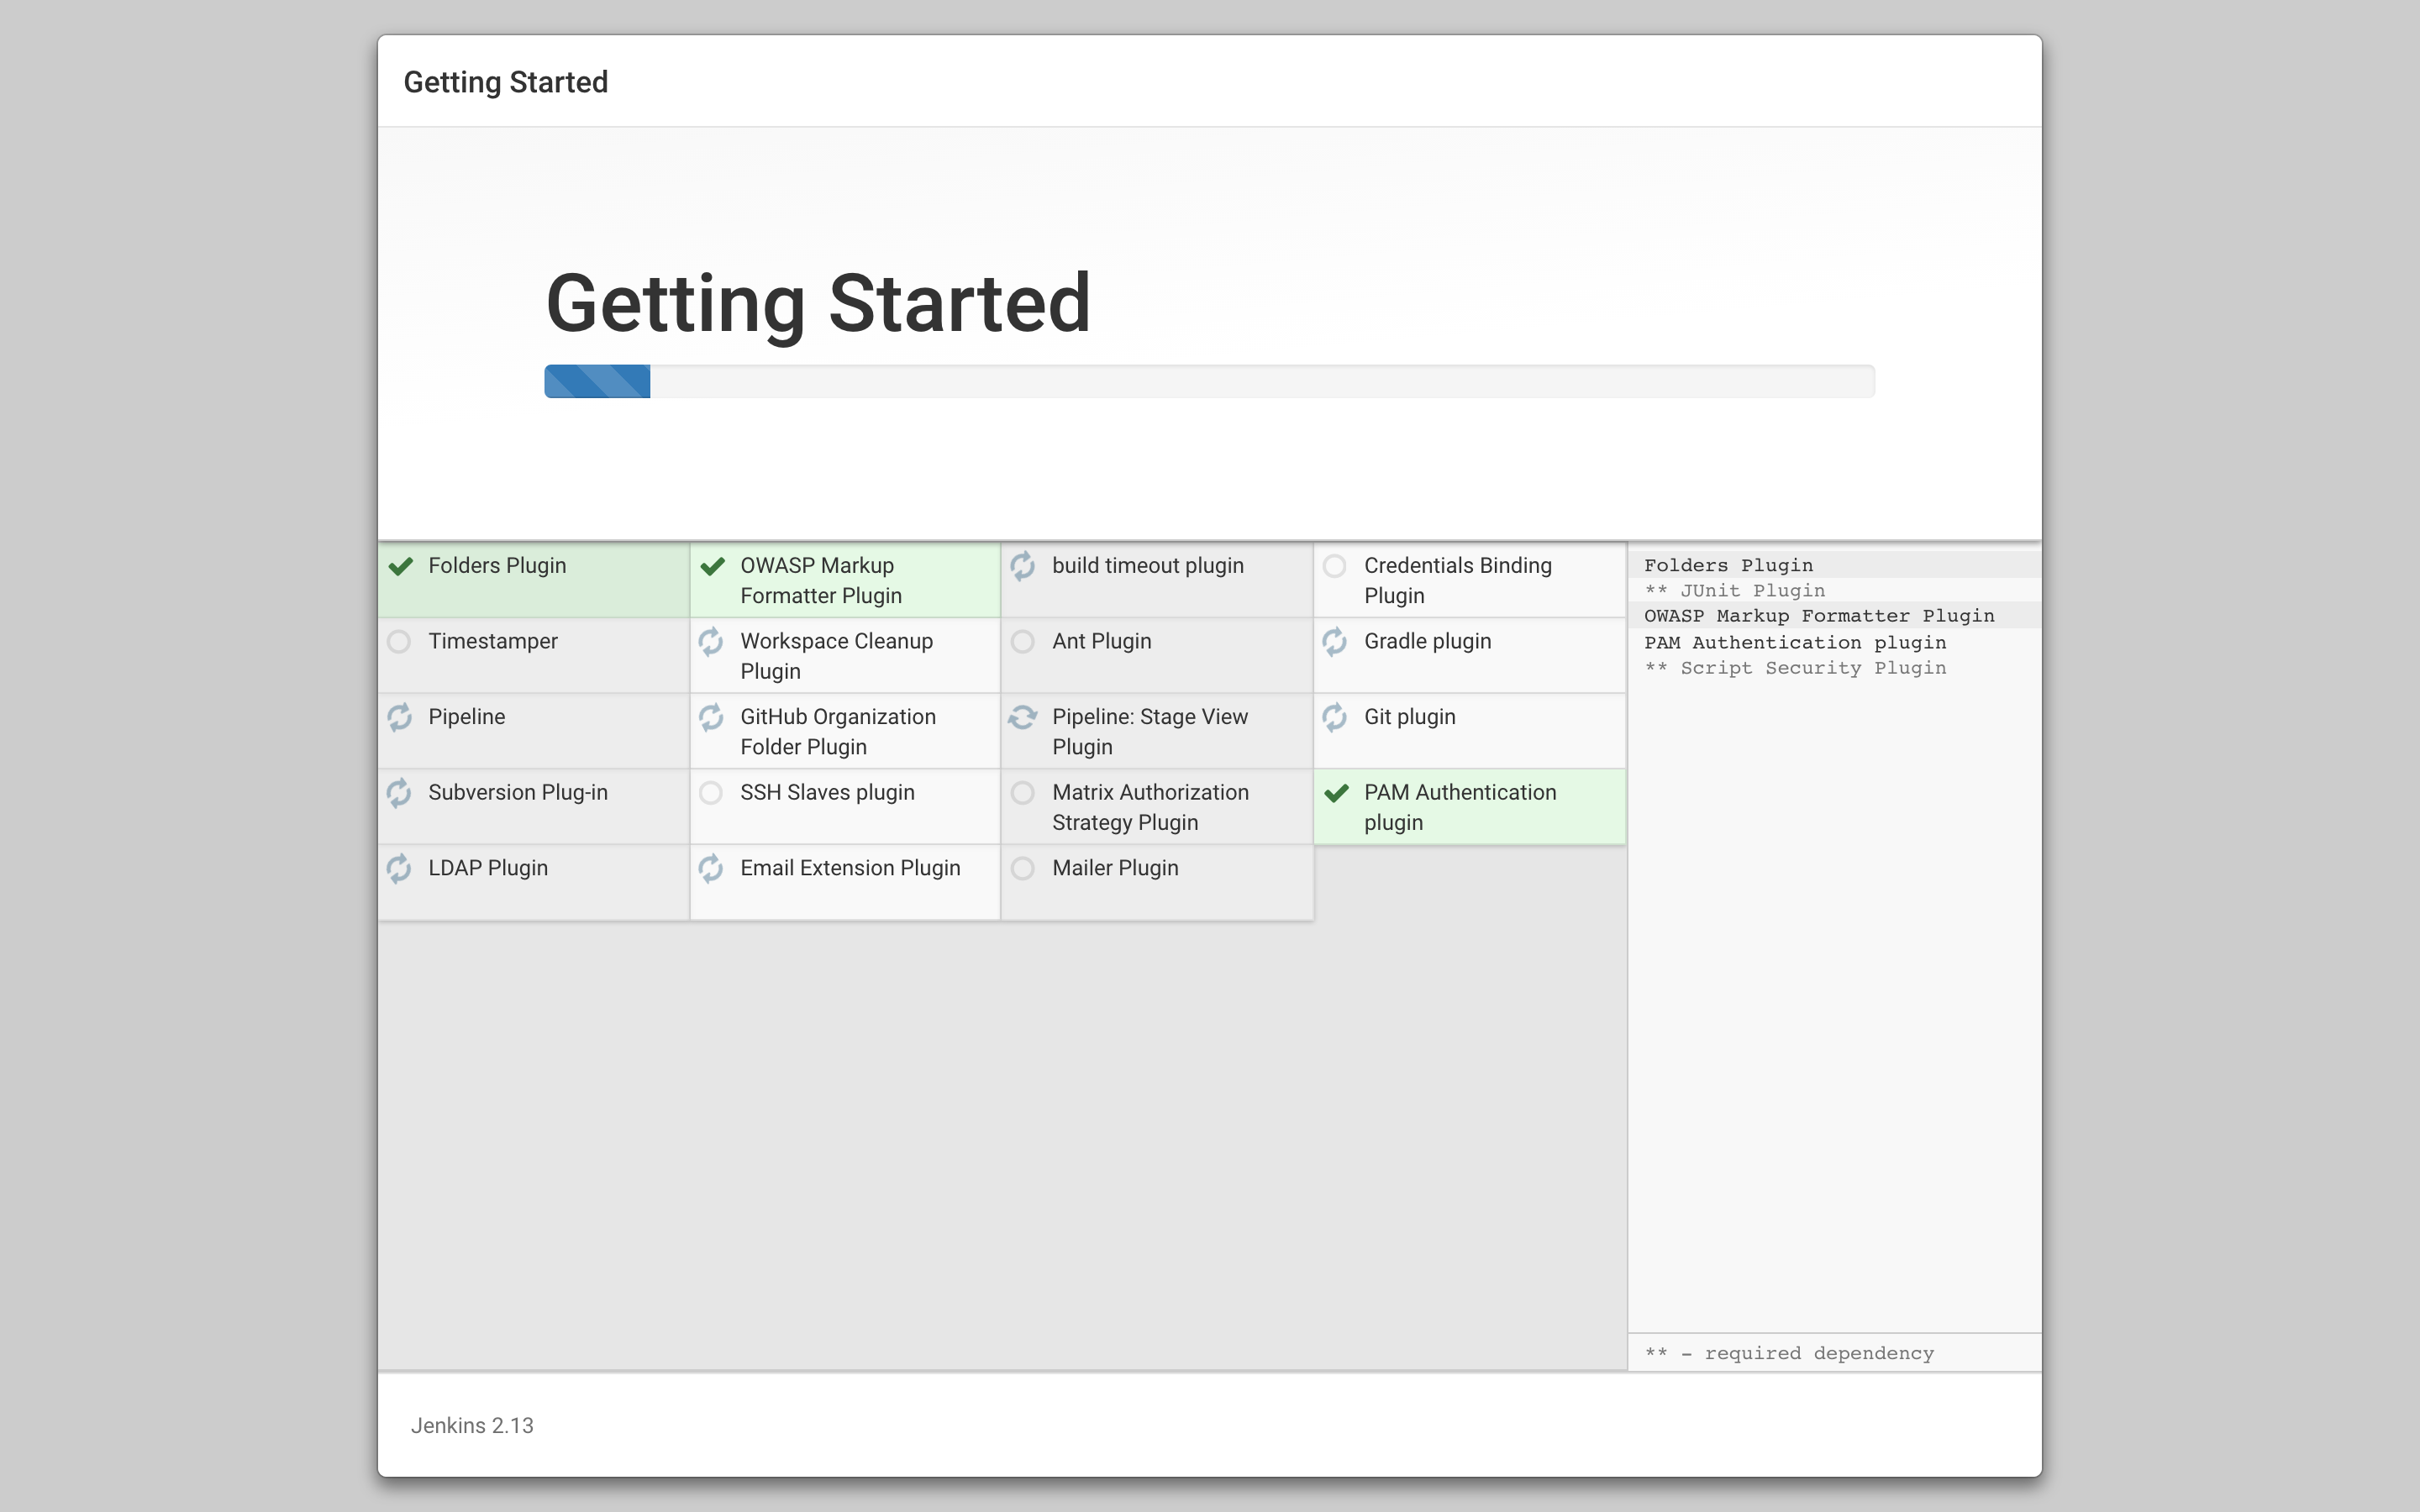 Getting Started
Getting Started
Folders Plugin
OWASP Markup
Formatter Plugin
build timeout plugin
Credentials Binding
Plugin
Timestamper
Workspace Cleanup
Plugin
Ant Plugin
Gradle plugin
Pipeline
GitHub Organization
Folder Plugin
Pipeline: Stage View
Plugin
Git plugin
Subversion Plug-in
SSH Slaves plugin
Matrix Authorization
Strategy Plugin
PAM Authentication
plugin
LDAP Plugin
Email Extension Plugin
Mailer Plugin
Folders Plugin
** JUnit Plugin
OWASP Markup Formatter Plugin
PAM Authentication plugin
** Script Security Plugin
** - required dependency
Jenkins 2.13